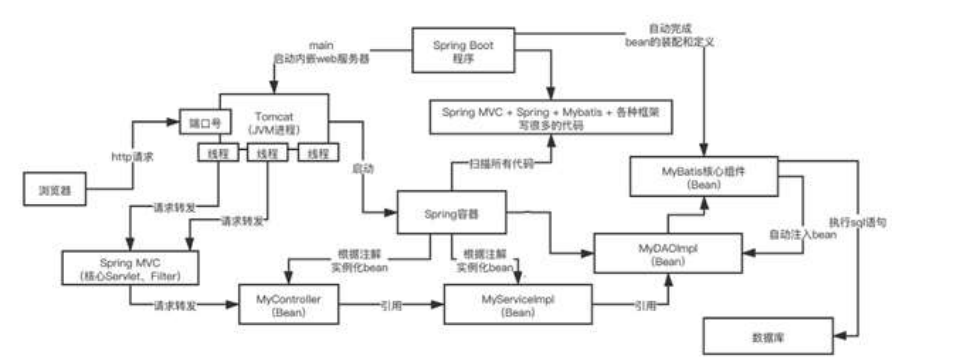 自动完成
bean的装配和定义
main
启动内嵌web服务器
Spring Boot
程序
Tomcat
(JVM进程)
端口号
Spring MVC + Spring + Mybatis + 各种框架
写很多的代码
线程
线程
线程
http请求
启动
扫描所有代码
MyBatis核心组件
(Bean)
浏览器
请求转发
请求转发
Spring容器
执行sql语句
自动注入bean
MyDAOImpl
(Bean)
Spring MVC
(核心Servlet、Filter)
根据注解
实例化bean
根据注解
实例化bean
请求转发
MyController
(Bean)
引用
MyServiceImpl
(Bean)
引用
数据库